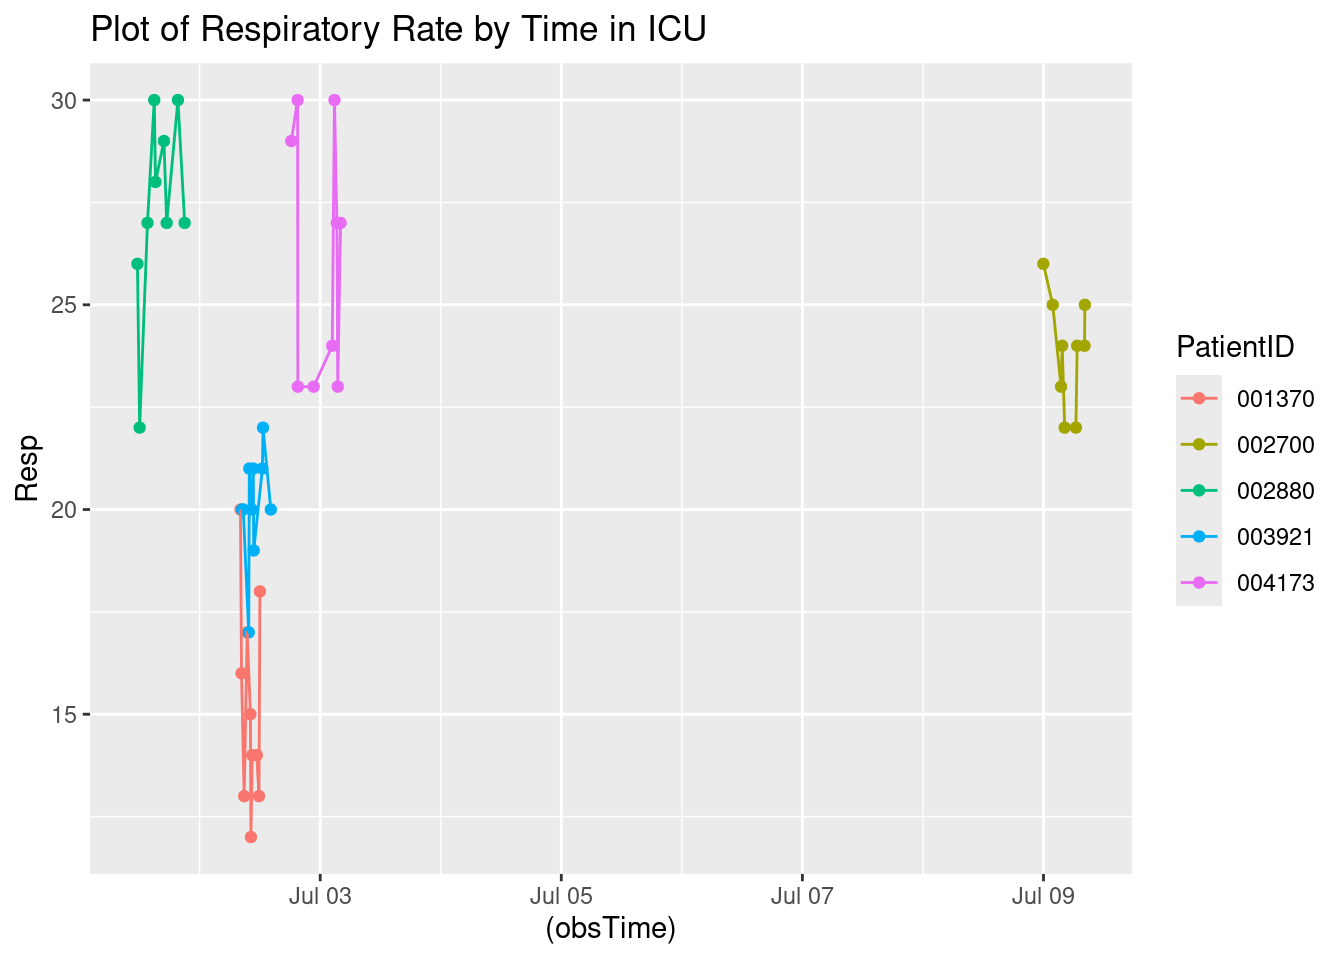 Plot of Respiratory Rate by Time in ICU
30
25
20
15
Resp
Jul 03 Jul 05 Jul 07 Jul 09
(obsTime)
PatientID
001370
002700
002880
003921
004173